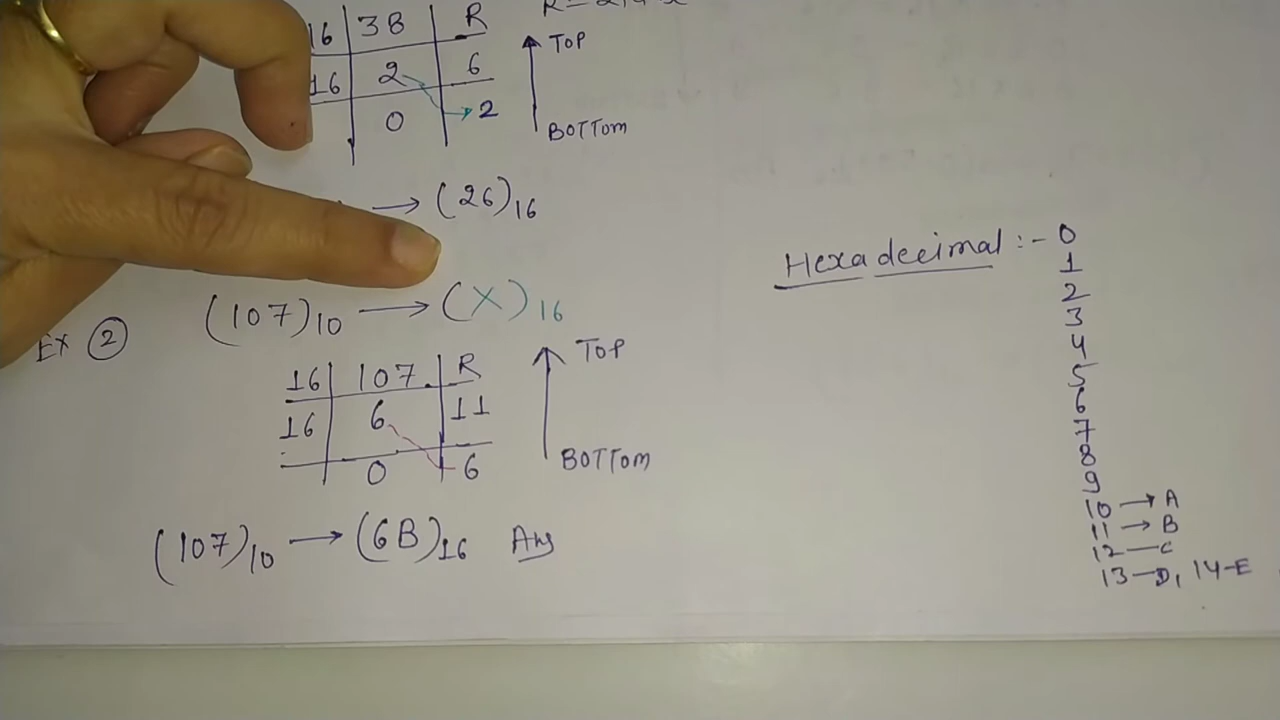 16 38 R
16 2 6
0 2
TOP
BOTTOM
→ (26)16
Ex 2 (107)10 → (X)16
16 107 R
16 6 11
0 6
TOP
BOTTOM
(107)10 → (6B)16 Ans
Hexadecimal :- 0
1
2
3
4
5
6
7
8
9
10 → A
11 → B
12 — C
13 — D, 14 - E